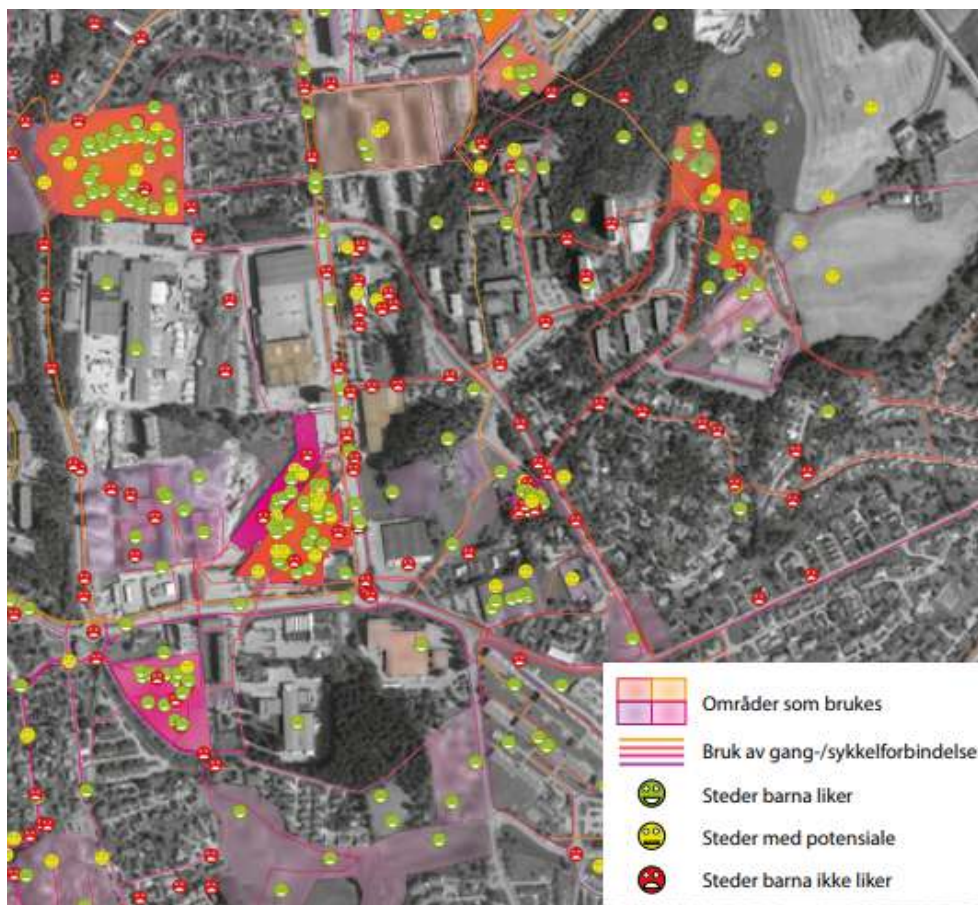 Områder som brukes
Bruk av gang-/sykkelforbindelse
Steder barna liker
Steder med potensiale
Steder barna ikke liker